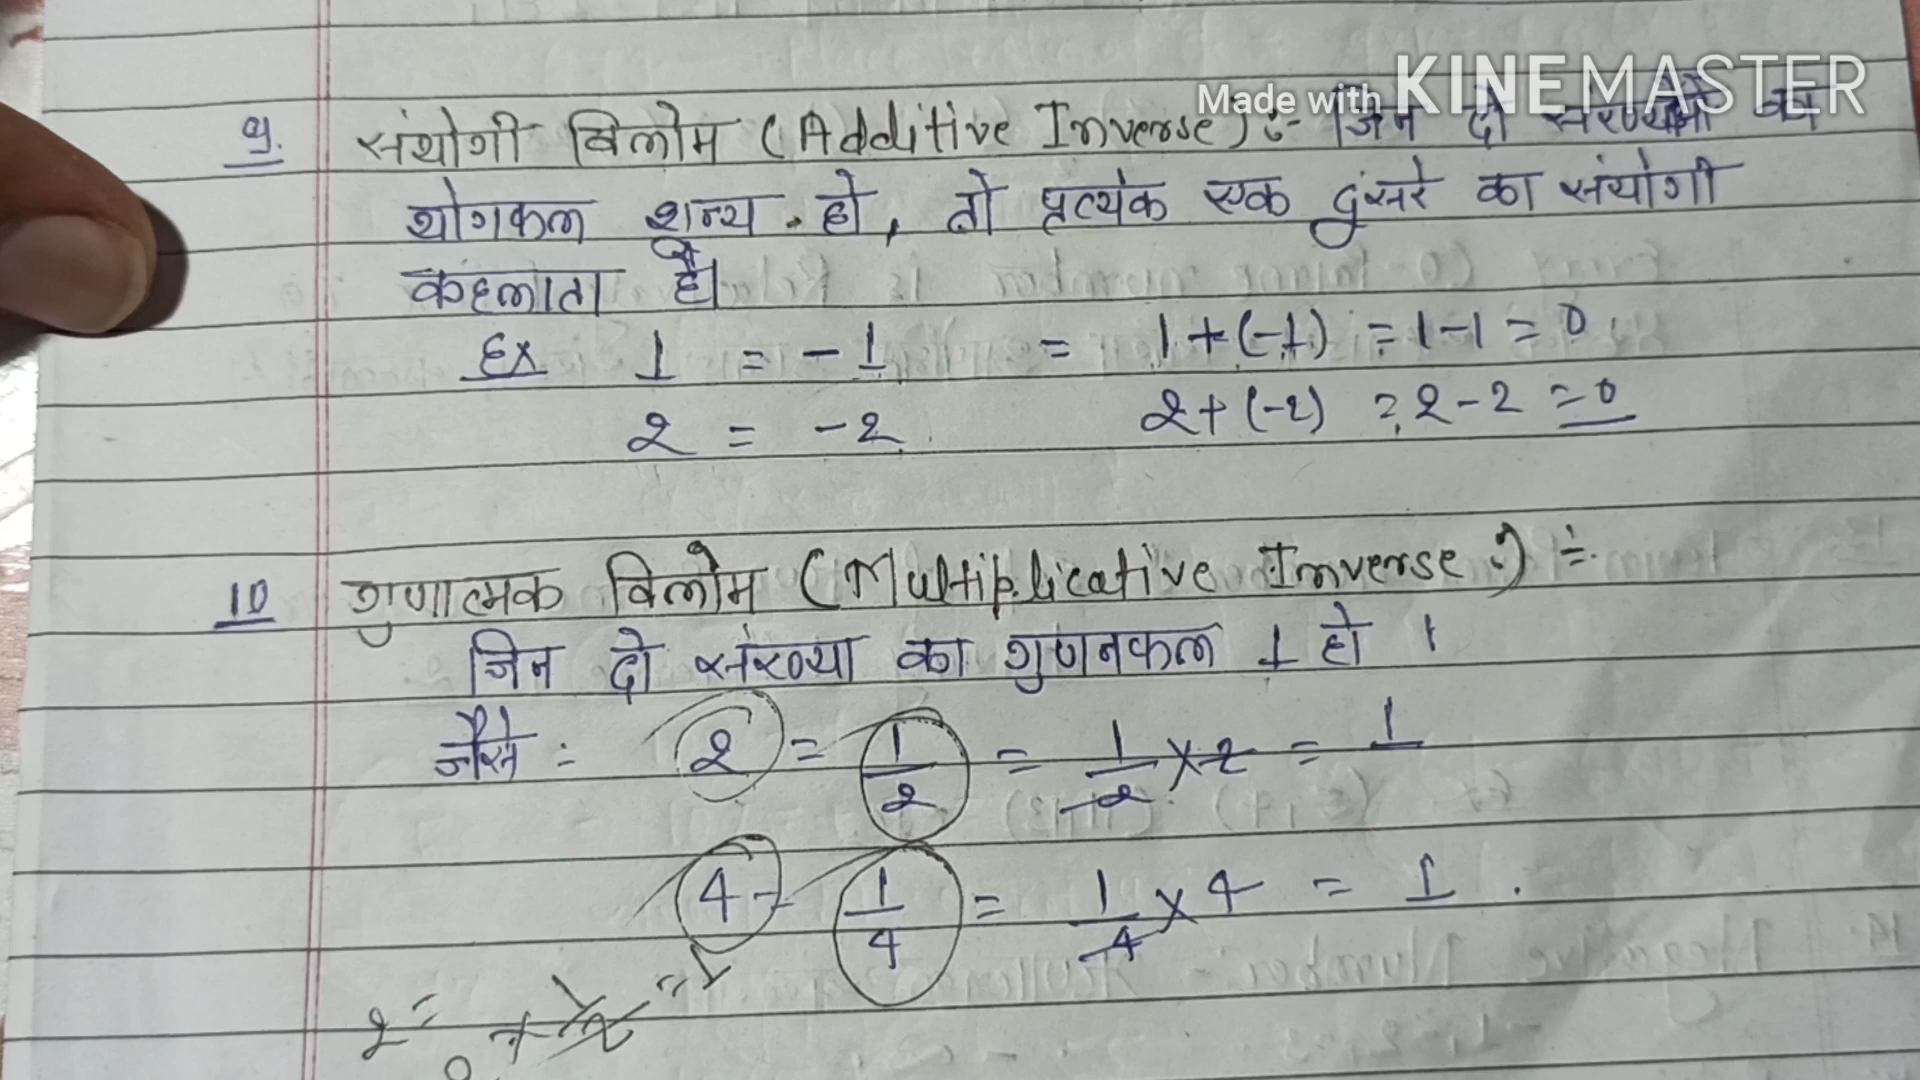 Made with KINEMASTER
9. संयोगी विलोम (Additive Inverse) :- जिन दो संख्याओ का
योगफल शून्य हो, तो प्रत्येक एक दुसरे का संयोगी
कहलाता है।
Ex 1 = -1 = 1+(-1) = 1-1 = 0
2 = -2 2+(-2) = 2-2 = 0
10 गुणात्मक विलोम (Multiplicative Inverse :) ÷
जिन दो संख्या का गुणनफल 1 हो ।
जैसे : 2 = 1/2 = 1/2 × 2 = 1
4 - 1/4 = 1/4 × 4 = 1 .
2 =